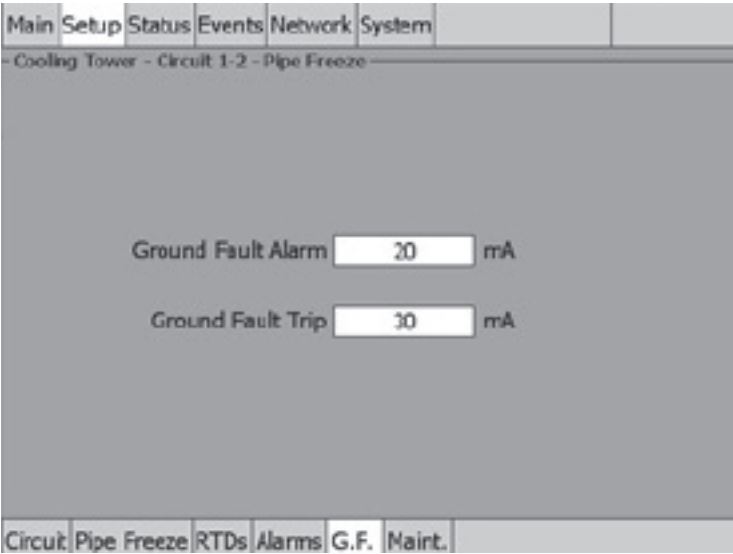 Main Setup Status Events Network System
Cooling Tower - Circuit 1-2 - Pipe Freeze
Ground Fault Alarm 20 mA
Ground Fault Trip 30 mA
Circuit Pipe Freeze RTDs Alarms G.F. Maint.